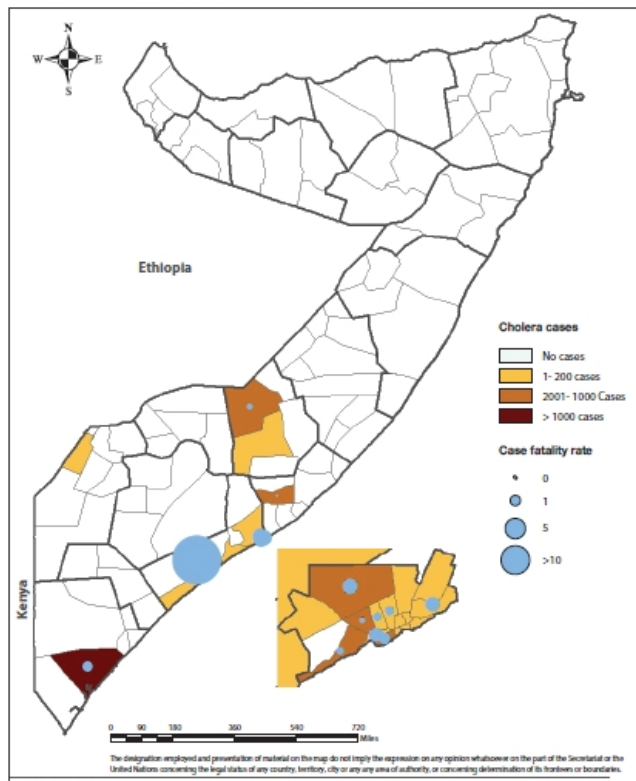 N
W E
S
Ethiopia
Kenya
Cholera cases
No cases
1- 200 cases
2001- 1000 Cases
> 1000 cases
Case fatality rate
0
1
5
>10
0 90 180 360 540 720
Miles
The designation employed and presentation of material on the map do not imply the expression on any opinion whatsoever on the part of the Secretariat or the
United Nations concerning the legal status of any country, territory, city or any any area of authority, or concerning determination of its frontiers or boundaries.